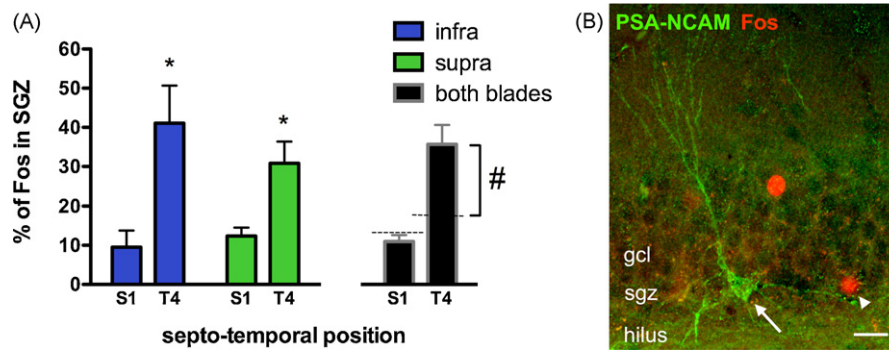 (A)
% of Fos in SGZ
60
50
40
30
20
10
0
*
*
#
infra
supra
both blades
S1 T4 S1 T4 S1 T4
septo-temporal position
(B)
PSA-NCAM Fos
gcl
sgz
hilus